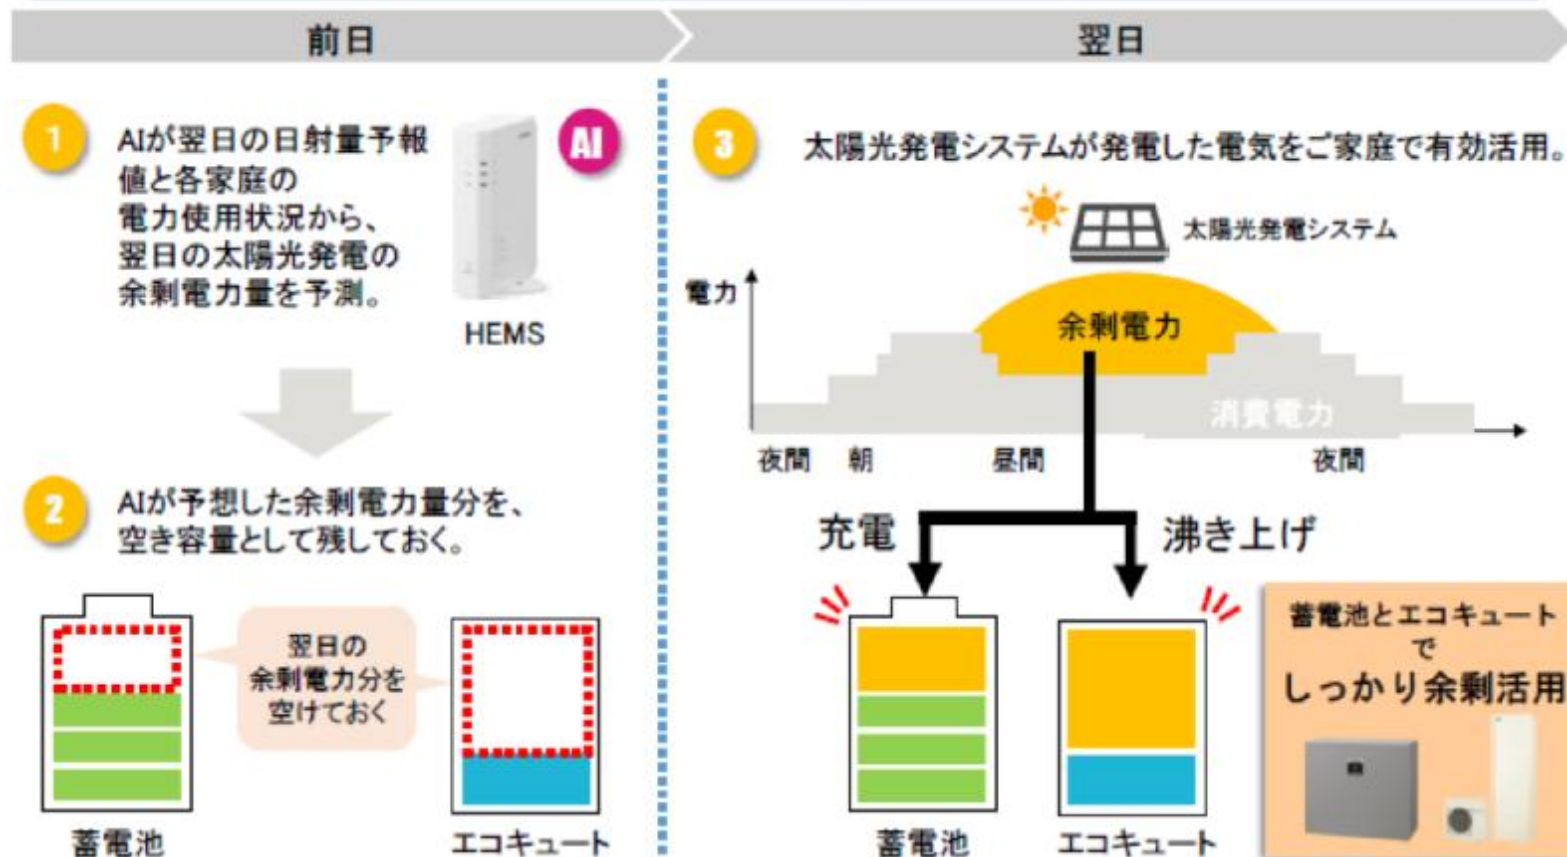 前日
翌日
1
AIが翌日の日射量予報
値と各家庭の
電力使用状況から、
翌日の太陽光発電の
余剰電力量を予測。
AI
HEMS
2
AIが予想した余剰電力量分を、
空き容量として残しておく。
翌日の
余剰電力分を
空けておく
蓄電池
エコキュート
3
太陽光発電システムが発電した電気をご家庭で有効活用。
太陽光発電システム
電力
余剰電力
消費電力
夜間
朝
昼間
夜間
充電
沸き上げ
蓄電池
エコキュート
蓄電池とエコキュート
で
しっかり余剰活用